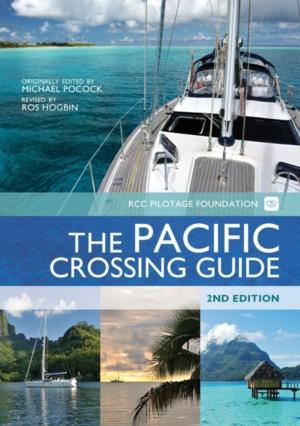 ORIGINALLY EDITED BY
MICHAEL POCOCK
REVISED BY
ROS HOGBIN
RCC PILOTAGE FOUNDATION
THE PACIFIC
CROSSING GUIDE
2ND EDITION